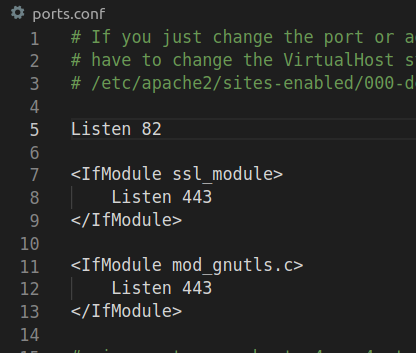 ports.conf
1 # If you just change the port or a
2 # have to change the VirtualHost s
3 # /etc/apache2/sites-enabled/000-d
4
5 Listen 82
6
7 <IfModule ssl_module>
8 Listen 443
9 </IfModule>
10
11 <IfModule mod_gnutls.c>
12 Listen 443
13 </IfModule>
14